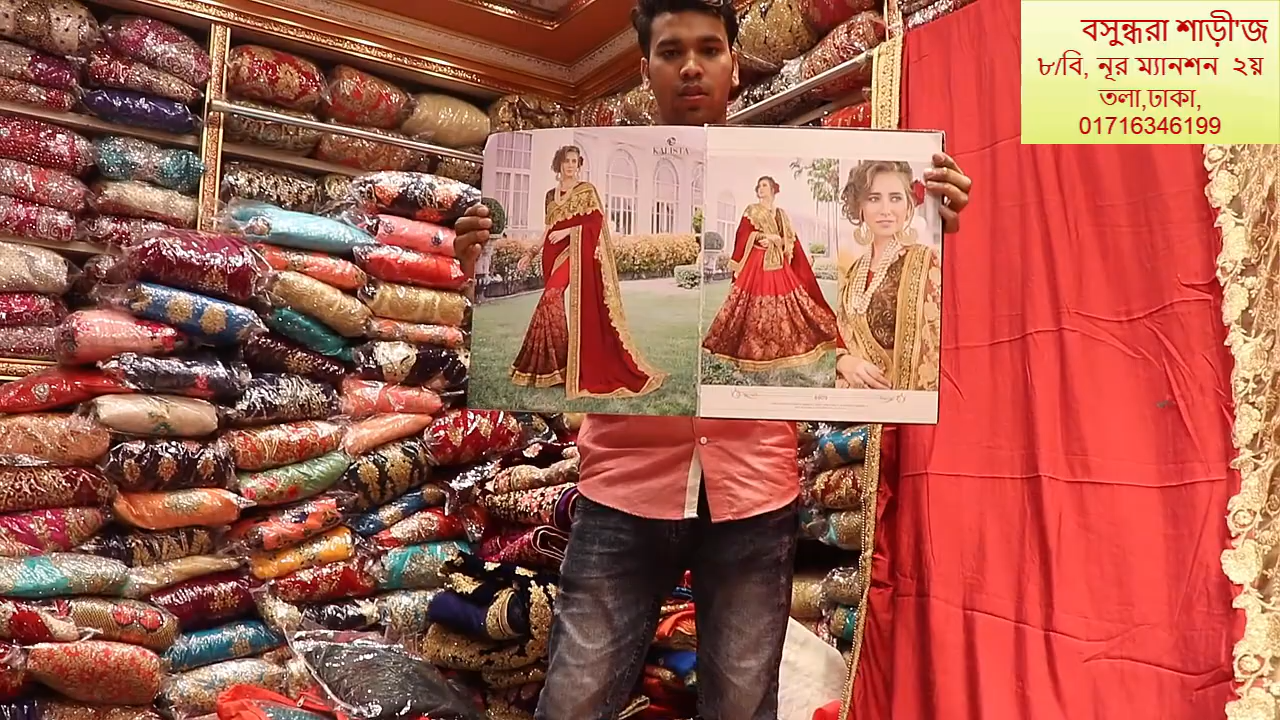 বসুন্ধরা শাড়ী'জ
৮/বি, নূর ম্যানশন ২য়
তলা,ঢাকা,
01716346199
KALISTA